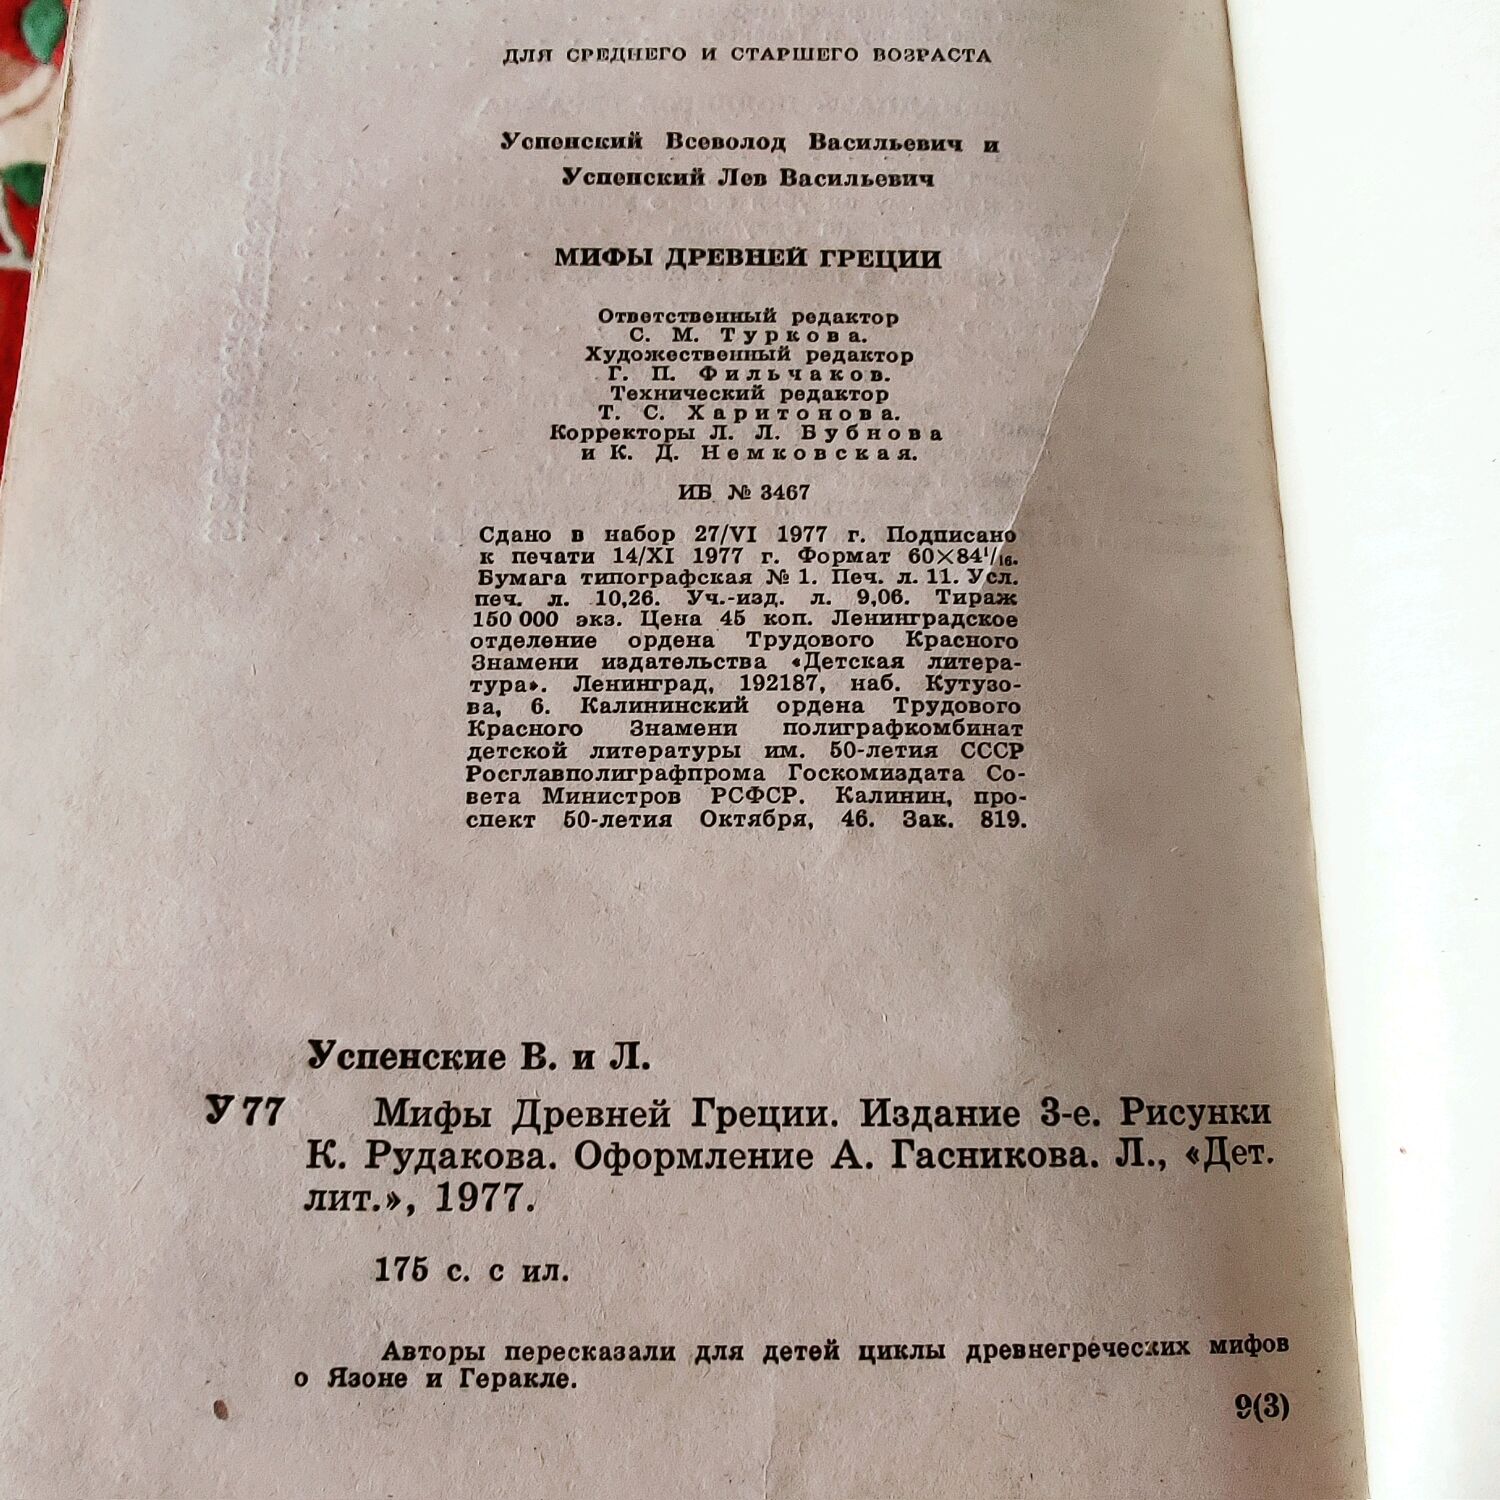 ДЛЯ СРЕДНЕГО И СТАРШЕГО ВОЗРАСТА
Успенский Всеволод Васильевич и
Успенский Лев Васильевич
МИФЫ ДРЕВНЕЙ ГРЕЦИИ
Ответственный редактор
С. М. Туркова.
Художественный редактор
Г. П. Фильчаков.
Технический редактор
Т. С. Харитонова.
Корректоры Л. Л. Бубнова
и К. Д. Немковская.
ИБ № 3467
Сдано в набор 27/VI 1977 г. Подписано
к печати 14/XI 1977 г. Формат 60×84¹/₁₆.
Бумага типографская № 1. Печ. л. 11. Усл.
печ. л. 10,26. Уч.-изд. л. 9,06. Тираж
150 000 экз. Цена 45 коп. Ленинградское
отделение ордена Трудового Красного
Знамени издательства «Детская литера-
тура». Ленинград, 192187, наб. Кутузо-
ва, 6. Калининский ордена Трудового
Красного Знамени полиграфкомбинат
детской литературы им. 50-летия СССР
Росглавполиграфпрома Госкомиздата Со-
вета Министров РСФСР. Калинин, про-
спект 50-летия Октября, 46. Зак. 819.
Успенские В. и Л.
У 77 Мифы Древней Греции. Издание 3-е. Рисунки
К. Рудакова. Оформление А. Гасникова. Л., «Дет.
лит.», 1977.
175 с. с ил.
Авторы пересказали для детей циклы древнегреческих мифов
о Язоне и Геракле.
9(3)